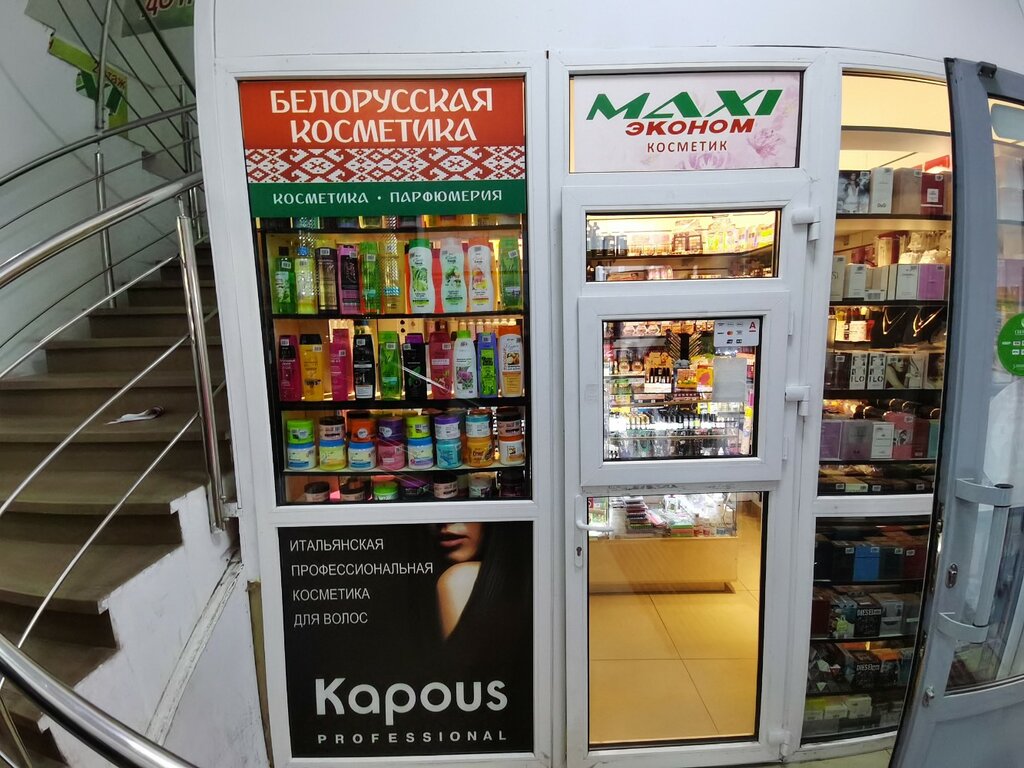 БЕЛОРУССКАЯ
КОСМЕТИКА
КОСМЕТИКА • ПАРФЮМЕРИЯ
MAXI
ЭКОНОМ
КОСМЕТИК
ИТАЛЬЯНСКАЯ
ПРОФЕССИОНАЛЬНАЯ
КОСМЕТИКА
ДЛЯ ВОЛОС
Kapous
PROFESSIONAL